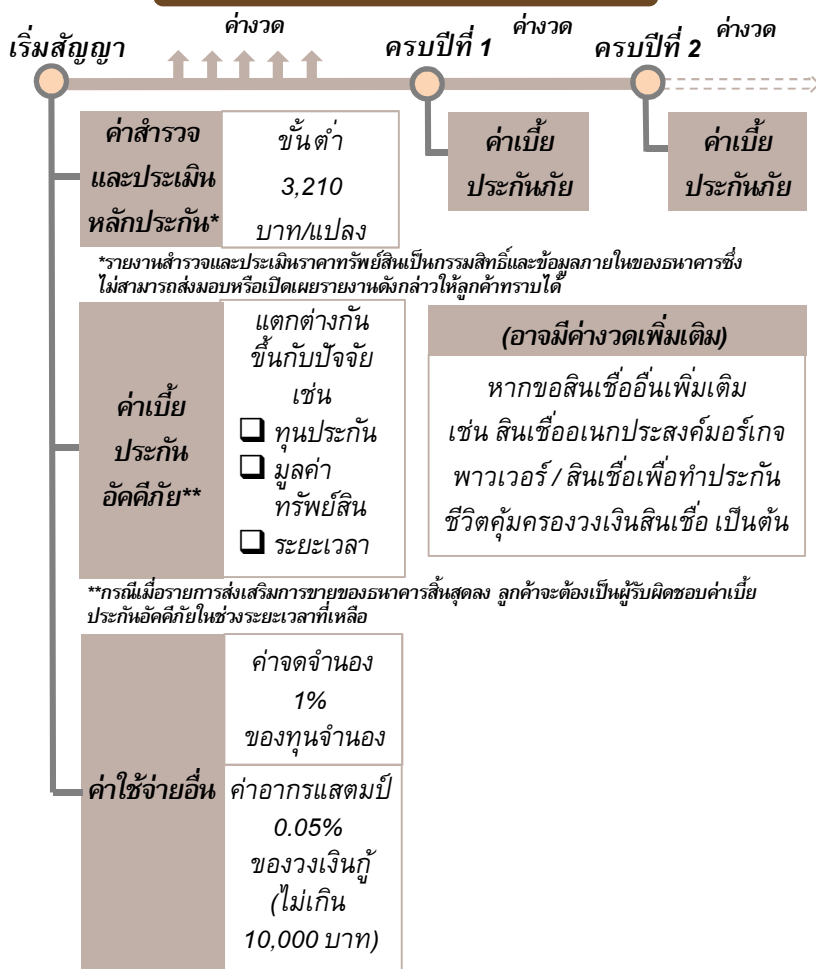 เริ่มสัญญา
ค่างวด
ครบปีที่ 1
ค่างวด
ครบปีที่ 2
ค่างวด
ค่าสำรวจ
และประเมิน
หลักประกัน*
ขั้นต่ำ
3,210
บาท/แปลง
ค่าเบี้ย
ประกันภัย
ค่าเบี้ย
ประกันภัย
*รายงานสำรวจและประเมินราคาทรัพย์สินเป็นกรรมสิทธิ์และข้อมูลภายในของธนาคารซึ่ง
ไม่สามารถส่งมอบหรือเปิดเผยรายงานดังกล่าวให้ลูกค้าทราบได้
ค่าเบี้ย
ประกัน
อัคคีภัย**
แตกต่างกัน
ขึ้นกับปัจจัย
เช่น
❑ ทุนประกัน
❑ มูลค่า
ทรัพย์สิน
❑ ระยะเวลา
(อาจมีค่างวดเพิ่มเติม)
หากขอสินเชื่ออื่นเพิ่มเติม
เช่น สินเชื่ออเนกประสงค์มอร์เกจ
พาวเวอร์ / สินเชื่อเพื่อทำประกัน
ชีวิตคุ้มครองวงเงินสินเชื่อ เป็นต้น
**กรณีเมื่อรายการส่งเสริมการขายของธนาคารสิ้นสุดลง ลูกค้าจะต้องเป็นผู้รับผิดชอบค่าเบี้ย
ประกันอัคคีภัยในช่วงระยะเวลาที่เหลือ
ค่าใช้จ่ายอื่น
ค่าจดจำนอง
1%
ของทุนจำนอง
ค่าอากรแสตมป์
0.05%
ของวงเงินกู้
(ไม่เกิน
10,000 บาท)